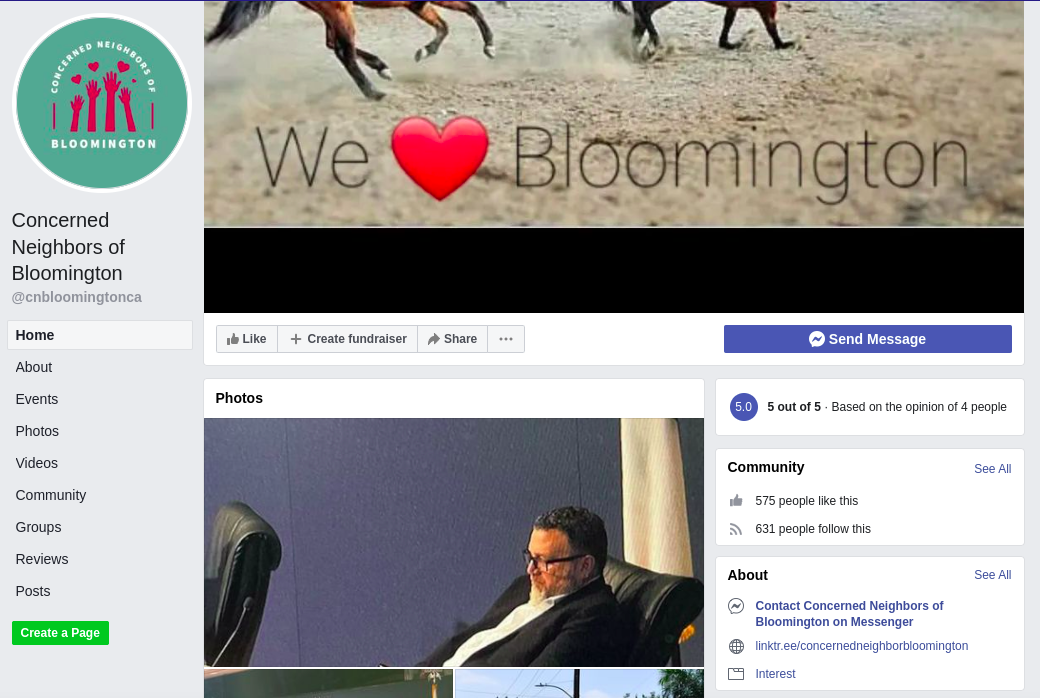 CONCERNED NEIGHBORS OF
BLOOMINGTON
Concerned
Neighbors of
Bloomington
@cnbloomingtonca
Home
About
Events
Photos
Videos
Community
Groups
Reviews
Posts
Create a Page
We ❤️ Bloomington
Like
Create fundraiser
Share
...
Send Message
Photos
5.0
5 out of 5 · Based on the opinion of 4 people
Community
See All
575 people like this
631 people follow this
About
See All
Contact Concerned Neighbors of
Bloomington on Messenger
linktr.ee/concernedneighborbloomington
Interest